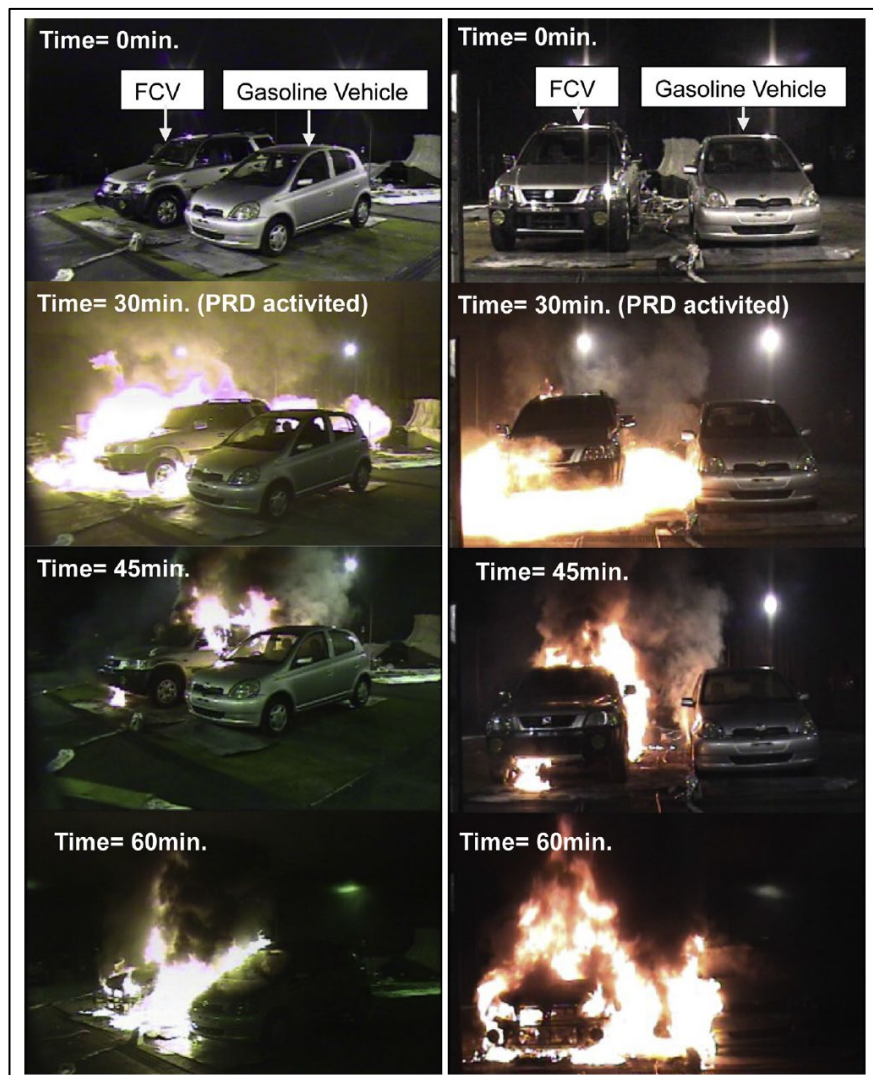 Time= 0min.
FCV
Gasoline Vehicle
Time= 30min. (PRD activited)
Time= 45min.
Time= 60min.
Time= 0min.
FCV
Gasoline Vehicle
Time= 30min. (PRD activited)
Time= 45min.
Time= 60min.